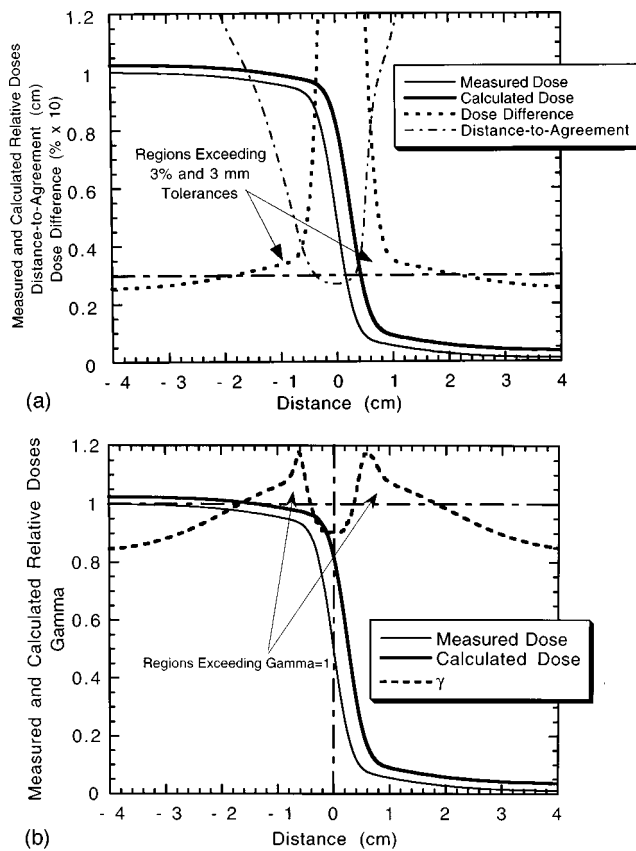 Measured and Calculated Relative Doses
Distance-to-Agreement (cm)
Dose Difference (% x 10)
1.2
1
0.8
0.6
0.4
0.2
0
Measured Dose
Calculated Dose
Dose Difference
Distance-to-Agreement
Regions Exceeding
3% and 3 mm
Tolerances
- 4 - 3 - 2 - 1 0 1 2 3 4
Distance (cm)
(a)
Measured and Calculated Relative Doses
Gamma
1.2
1
0.8
0.6
0.4
0.2
0
Regions Exceeding Gamma=1
Measured Dose
Calculated Dose
γ
- 4 - 3 - 2 - 1 0 1 2 3 4
Distance (cm)
(b)